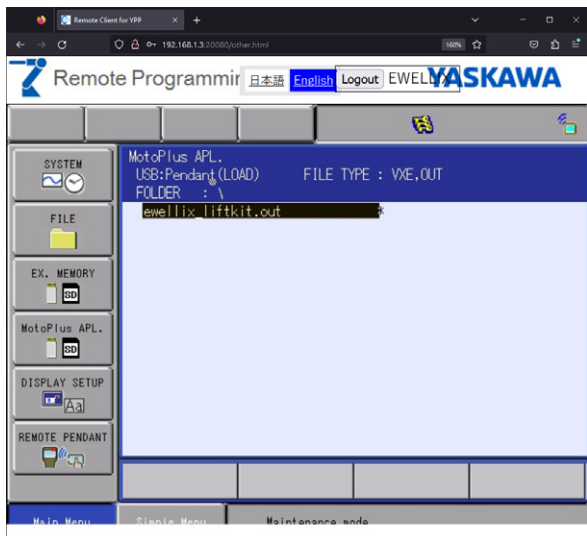 Remote Client for YPP
192.168.1.3:20080/other.html
160%
Remote Programmin
日本語 English Logout EWELLIX
YASKAWA
SYSTEM
FILE
EX. MEMORY
SD
MotoPlus APL.
SD
DISPLAY SETUP
Aa
REMOTE PENDANT
MotoPlus APL.
USB:Pendant(LOAD) FILE TYPE : VXE,OUT
FOLDER : \
ewellix_liftkit.out *
Main Menu Simple Menu Maintenance mode